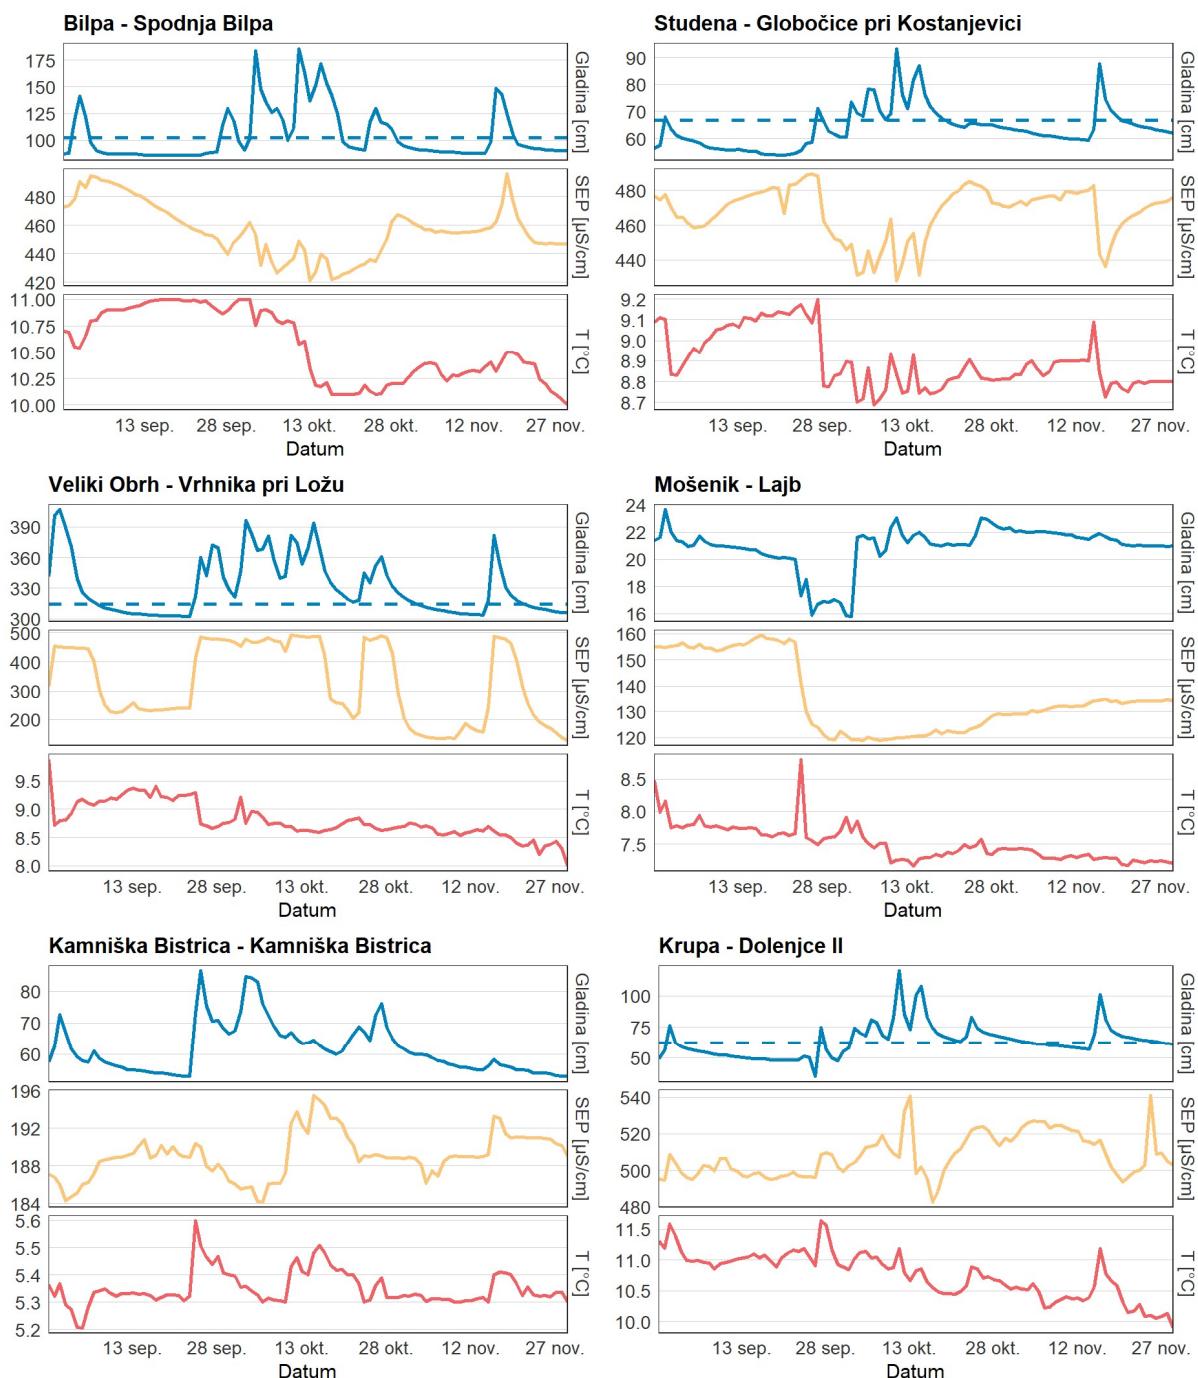 Bilpa - Spodnja Bilpa
175
150
125
100
Gladina [cm]
480
460
440
420
SEP [µS/cm]
11.00
10.75
10.50
10.25
10.00
T [°C]
13 sep.
28 sep.
13 okt.
28 okt.
12 nov.
27 nov.
Datum
Studena - Globočice pri Kostanjevici
90
80
70
60
Gladina [cm]
480
460
440
SEP [µS/cm]
9.2
9.1
9.0
8.9
8.8
8.7
T [°C]
13 sep.
28 sep.
13 okt.
28 okt.
12 nov.
27 nov.
Datum
Veliki Obrh - Vrhnika pri Ložu
390
360
330
300
Gladina [cm]
500
400
300
200
SEP [µS/cm]
9.5
9.0
8.5
8.0
T [°C]
13 sep.
28 sep.
13 okt.
28 okt.
12 nov.
27 nov.
Datum
Mošenik - Lajb
24
22
20
18
16
Gladina [cm]
160
150
140
130
120
SEP [µS/cm]
8.5
8.0
7.5
T [°C]
13 sep.
28 sep.
13 okt.
28 okt.
12 nov.
27 nov.
Datum
Kamniška Bistrica - Kamniška Bistrica
80
70
60
Gladina [cm]
196
192
188
184
SEP [µS/cm]
5.6
5.5
5.4
5.3
5.2
T [°C]
13 sep.
28 sep.
13 okt.
28 okt.
12 nov.
27 nov.
Datum
Krupa - Dolenjce II
100
75
50
Gladina [cm]
540
520
500
480
SEP [µS/cm]
11.5
11.0
10.5
10.0
T [°C]
13 sep.
28 sep.
13 okt.
28 okt.
12 nov.
27 nov.
Datum